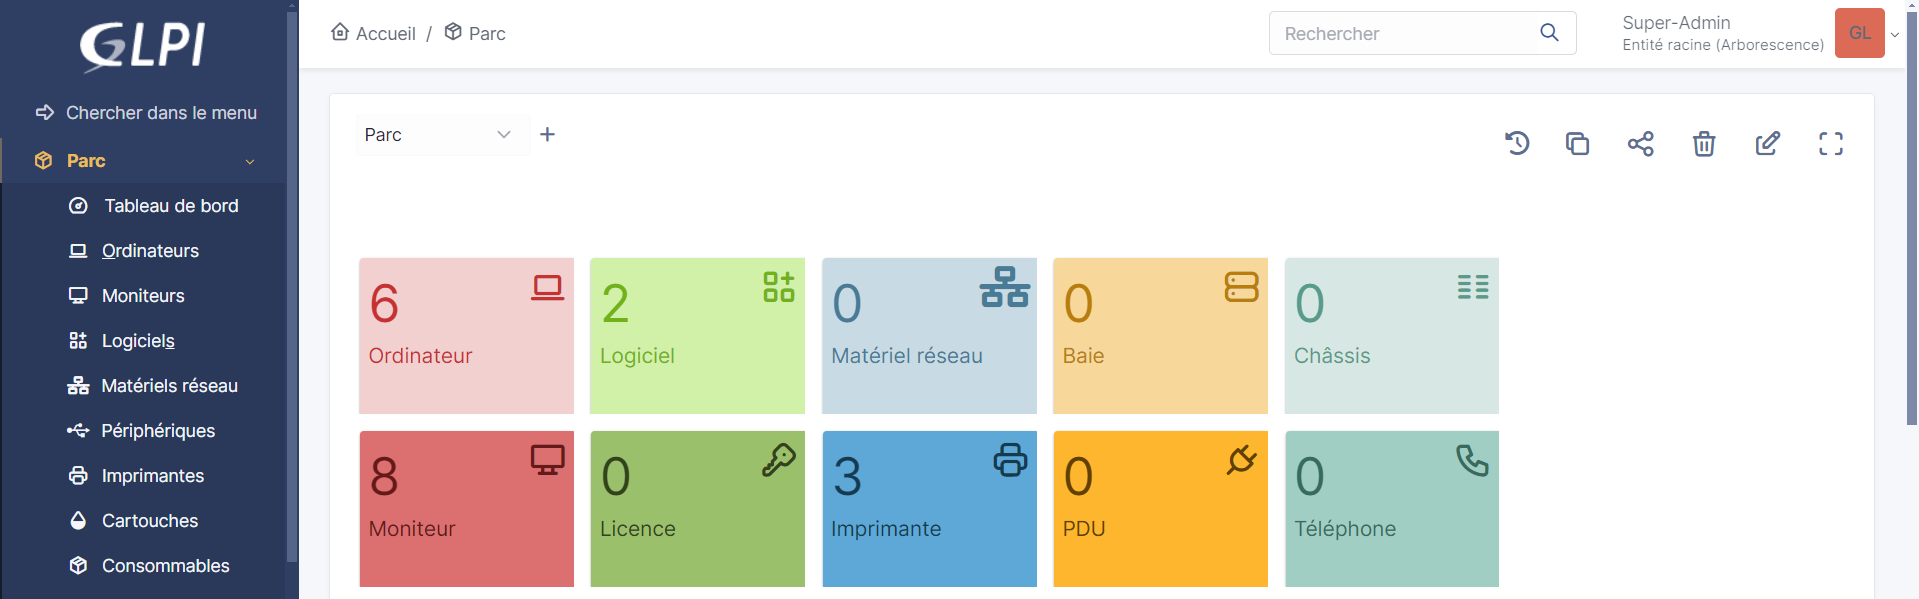 GLPI
Chercher dans le menu
Parc
Tableau de bord
Ordinateurs
Moniteurs
Logiciels
Matériels réseau
Périphériques
Imprimantes
Cartouches
Consommables
Accueil / Parc
Rechercher
Super-Admin
Entité racine (Arborescence)
GL
Parc
6
Ordinateur
2
Logiciel
0
Matériel réseau
0
Baie
0
Châssis
8
Moniteur
0
Licence
3
Imprimante
0
PDU
0
Téléphone